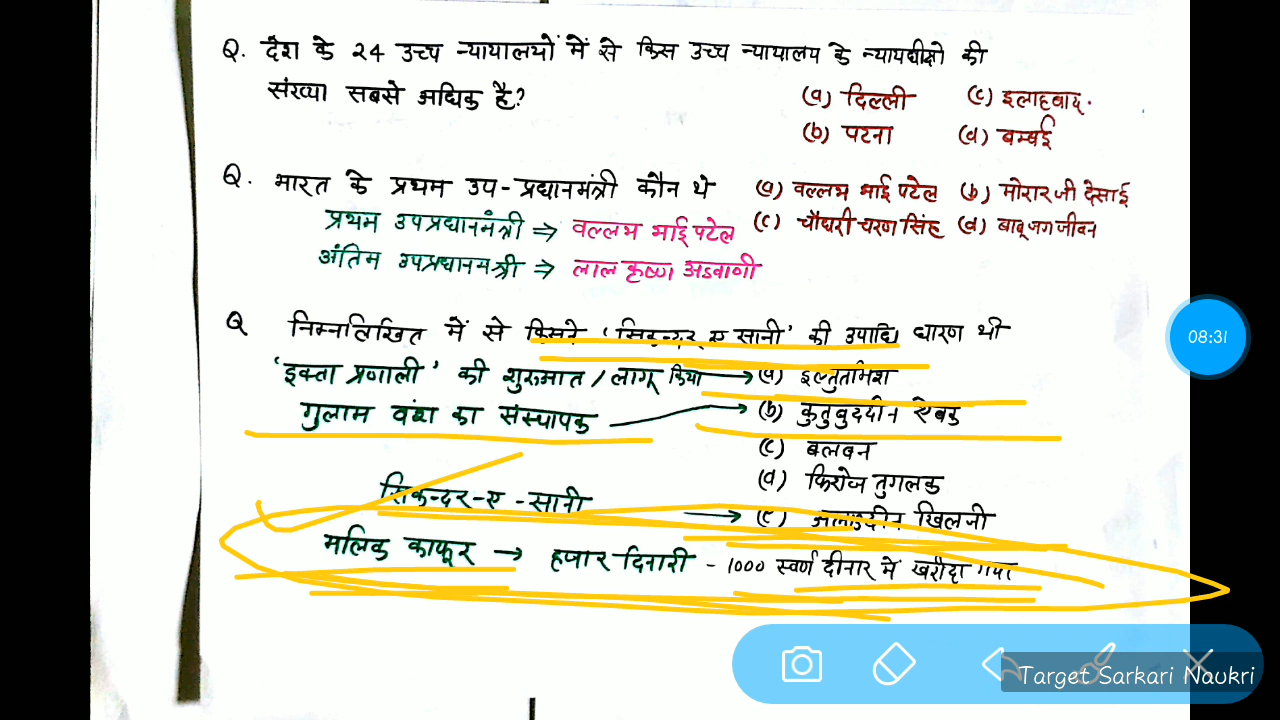 Q. देश के 24 उच्च न्यायालयों में से किस उच्च न्यायालय के न्यायधीशो की
संख्या सबसे अधिक है?
(a) दिल्ली (c) इलाहवाद.
(b) पटना (d) बम्बई
Q. भारत के प्रथम उप-प्रधानमंत्री कौन थे
(a) वल्लभ भाई पटेल (b) मोरारजी देसाई
(c) चौधरी चरण सिंह (d) बाबू जगजीवन
प्रथम उपप्रधानमंत्री ⇒ वल्लभ भाई पटेल
अंतिम उपप्रधानमंत्री ⇒ लाल कृष्ण अडवाणी
Q निम्नलिखित में से किसने 'सिकन्दर ए सानी' की उपाधि धारण थी
'इक्ता प्रणाली' की शुरुआत / लागू किया → (a) इल्तुतमिश
गुलाम वंश का संस्थापक → (b) कुतुबुददीन ऐबक
(c) बलबन
(d) फिरोज तुगलक
सिकन्दर-ए-सानी → (e) अलाउदीन खिलजी
मलिक काफूर → हजार दिनारी - 1000 स्वर्ण दीनार में खरीदा गया
08:31
Target Sarkari Naukri